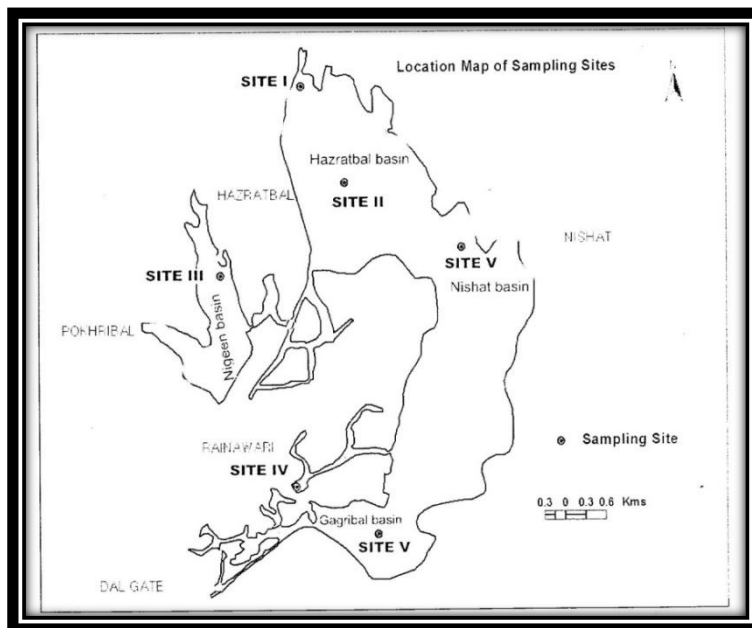 Location Map of Sampling Sites
SITE I
Hazratbal basin
HAZRATBAL
SITE II
NISHAT
SITE V
SITE III
Nishat basin
POKHRIBAL
Nigeen basin
Sampling Site
RAINAWARI
SITE IV
0.3 0 0.3 0.6 Kms
Gagribal basin
SITE V
DAL GATE